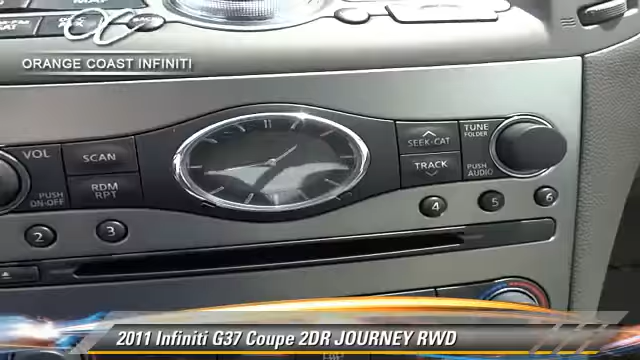 OC
ORANGE COAST INFINITI
VOL
SCAN
PUSH
ON·OFF
RDM
RPT
SEEK·CAT
TRACK
TUNE
FOLDER
PUSH
AUDIO
2
3
4
5
6
2011 Infiniti G37 Coupe 2DR JOURNEY RWD